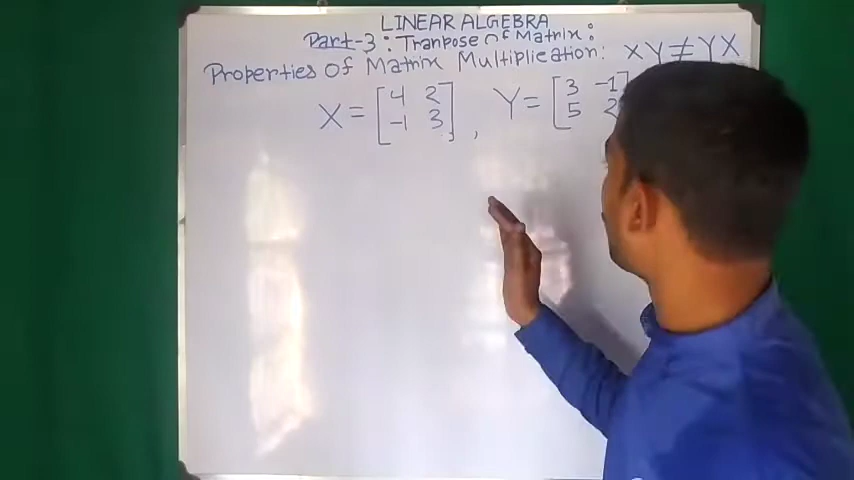 LINEAR ALGEBRA
Part-3: Tranpose Of Matrix:
Properties Of Matrix Multiplication: XY≠YX
X = [4 2 , Y = [3 -1]
-1 3] 5 2